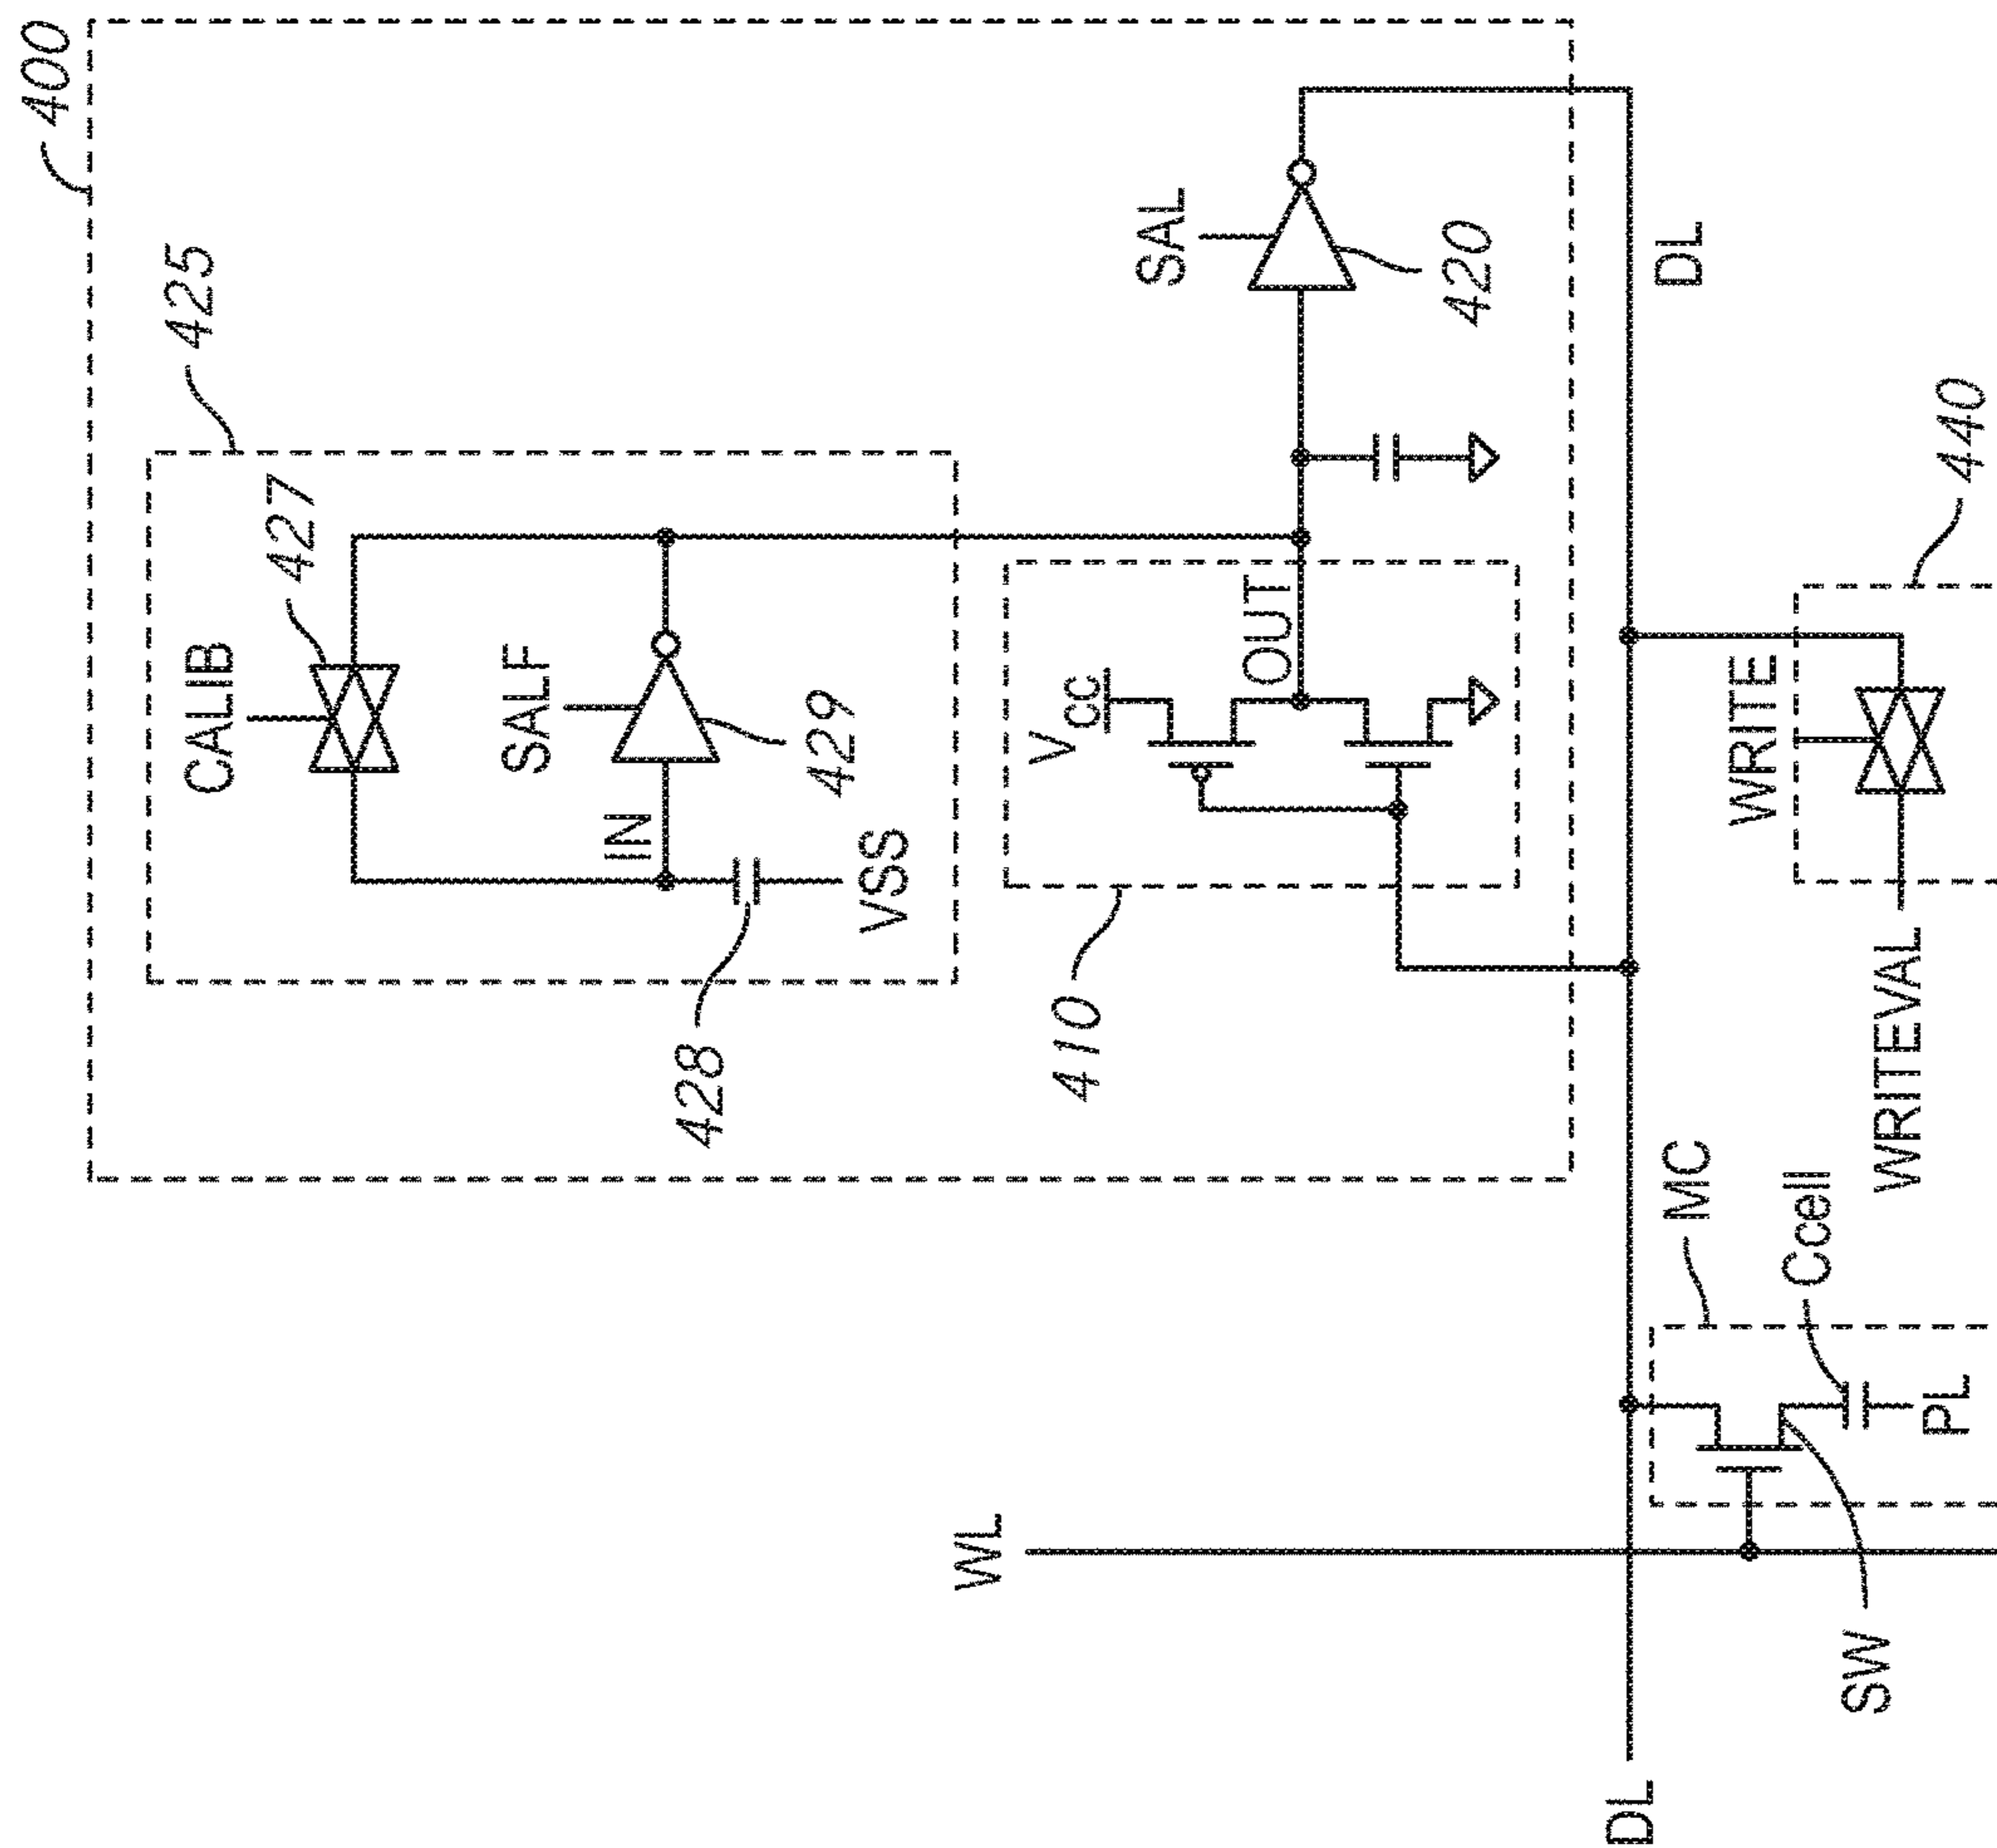 400
425
CALIB
427
SALF
IN
429
428
VSS
SAL
420
Vcc
OUT
410
DL
WL
DL
MC
Ccell
PL
SW
WRITE
WRITEVAL
440